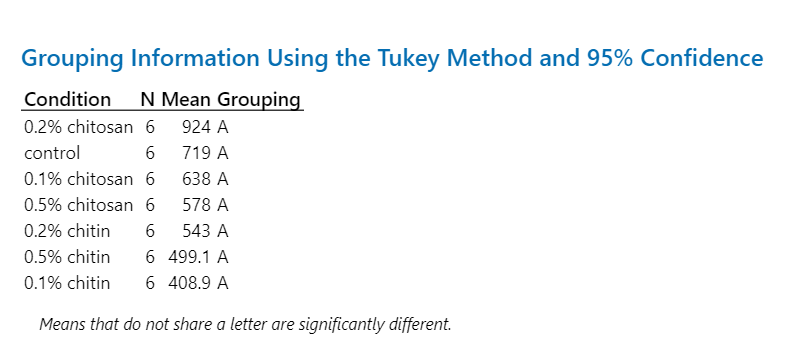 Grouping Information Using the Tukey Method and 95% Confidence
Condition N Mean Grouping
0.2% chitosan 6 924 A
control 6 719 A
0.1% chitosan 6 638 A
0.5% chitosan 6 578 A
0.2% chitin 6 543 A
0.5% chitin 6 499.1 A
0.1% chitin 6 408.9 A
Means that do not share a letter are significantly different.